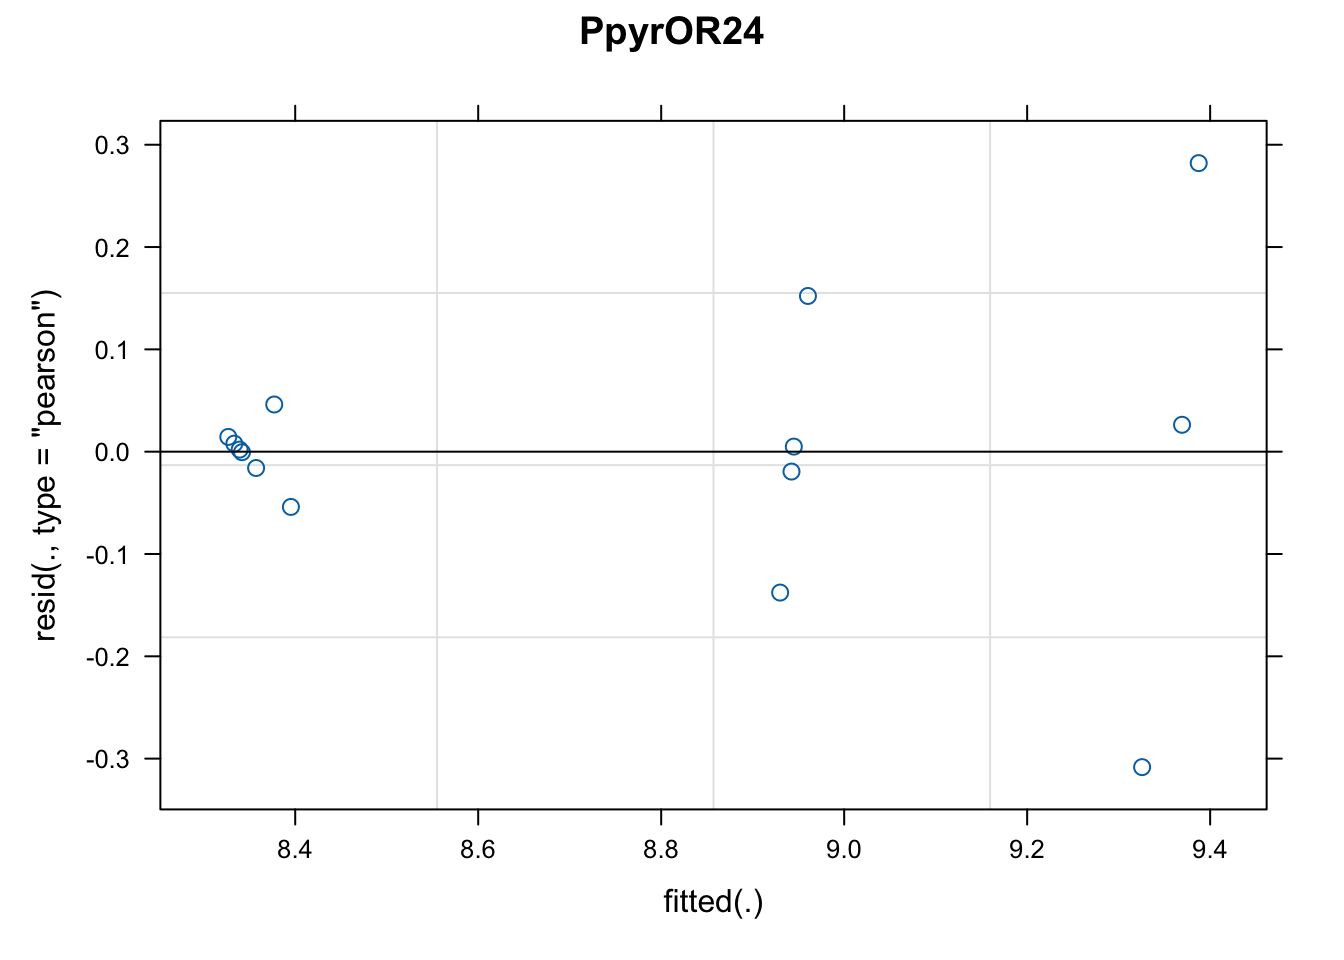 PpyrOR24
resid(., type = "pearson")
0.3
0.2
0.1
0.0
-0.1
-0.2
-0.3
8.4 8.6 8.8 9.0 9.2 9.4
fitted(.)